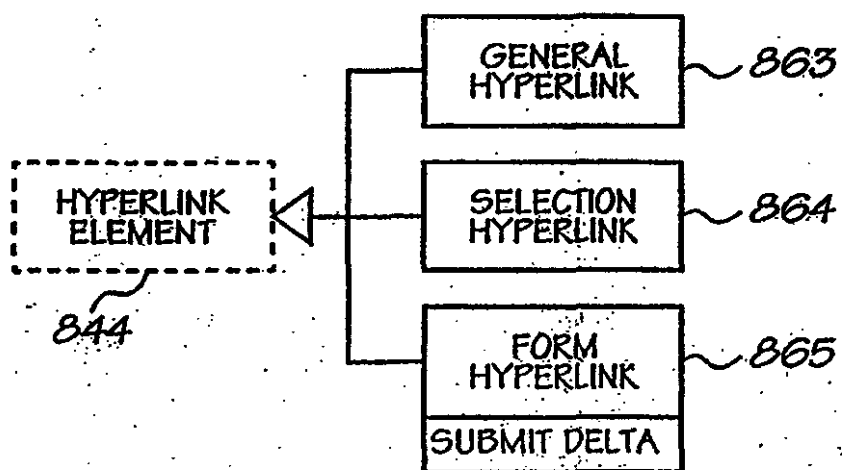 GENERAL
HYPERLINK
863
HYPERLINK
ELEMENT
844
SELECTION
HYPERLINK
864
FORM
HYPERLINK
865
SUBMIT DELTA